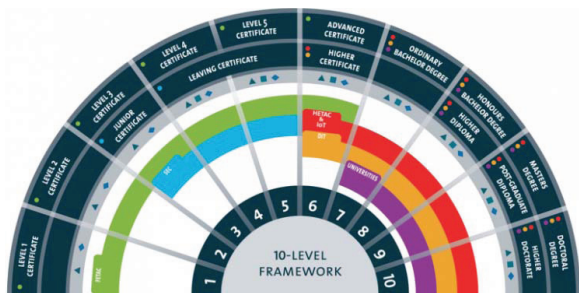 LEVEL 1
CERTIFICATE
LEVEL 2
CERTIFICATE
LEVEL 3
CERTIFICATE
JUNIOR
CERTIFICATE
LEVEL 4
CERTIFICATE
LEVEL 5
CERTIFICATE
LEAVING CERTIFICATE
ADVANCED
CERTIFICATE
HIGHER
CERTIFICATE
ORDINARY
BACHELOR DEGREE
HONOURS
BACHELOR DEGREE
HIGHER
DIPLOMA
MASTERS
DEGREE
POST-GRADUATE
DIPLOMA
DOCTORAL
DEGREE
HIGHER
DOCTORATE
FETAC
SEC
HETAC
&
NIT
DIT
UNIVERSITIES
1
2
3
4
5
6
7
8
9
10
10-LEVEL
FRAMEWORK